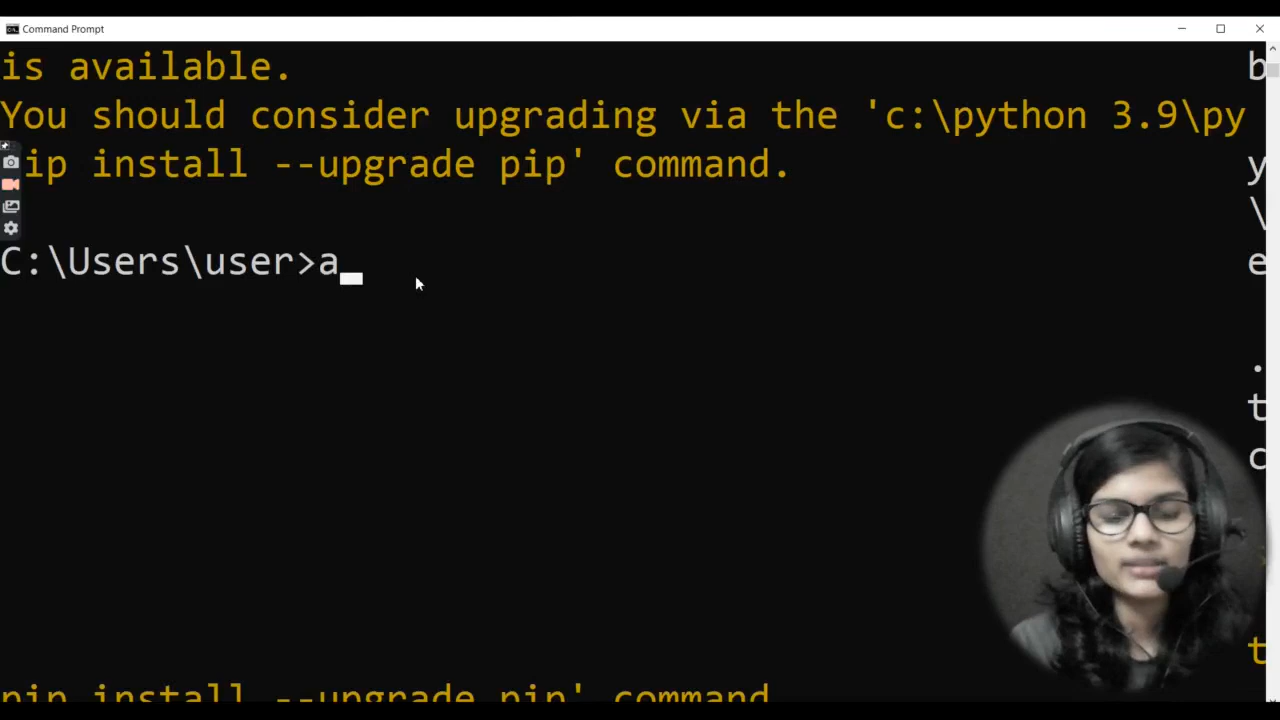 Command Prompt
is available.
You should consider upgrading via the 'c:\python 3.9\py
ip install --upgrade pip' command.
C:\Users\user>a
b
y
\
e
.
t
c
t
pip install --upgrade pip' command